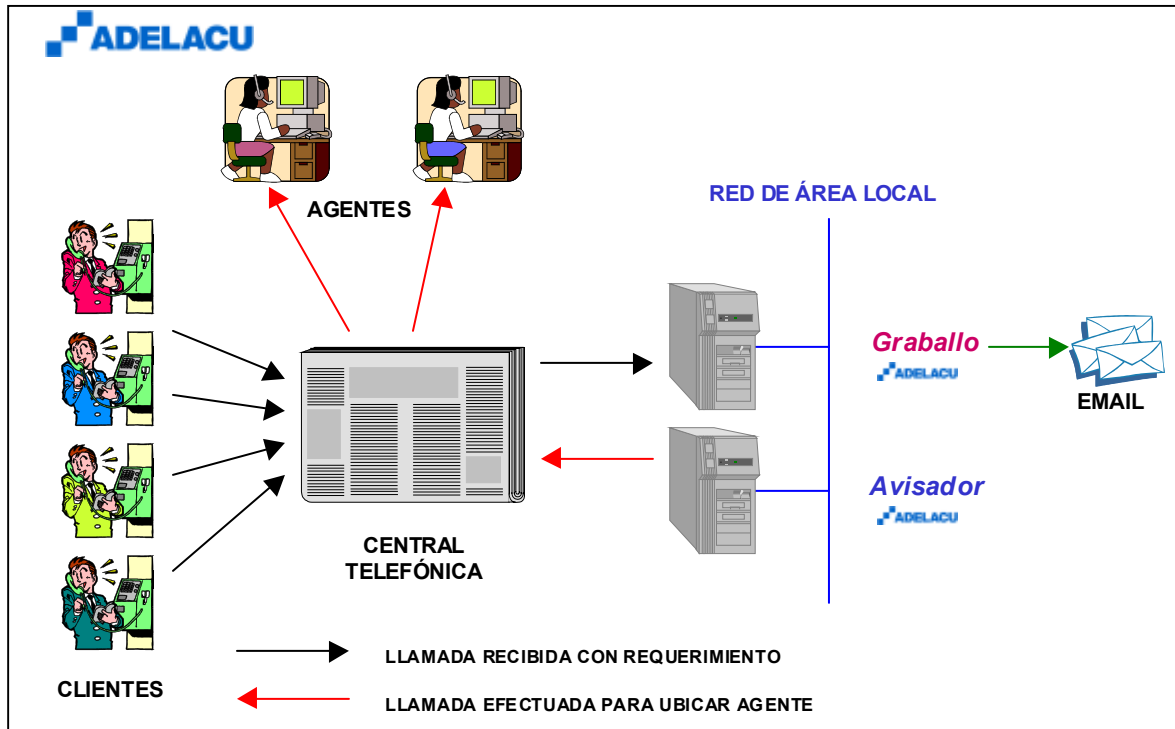 ADELACU
AGENTES
RED DE ÁREA LOCAL
Graballo
ADELACU
EMAIL
Avisador
ADELACU
CENTRAL
TELEFÓNICA
CLIENTES
LLAMADA RECIBIDA CON REQUERIMIENTO
LLAMADA EFECTUADA PARA UBICAR AGENTE